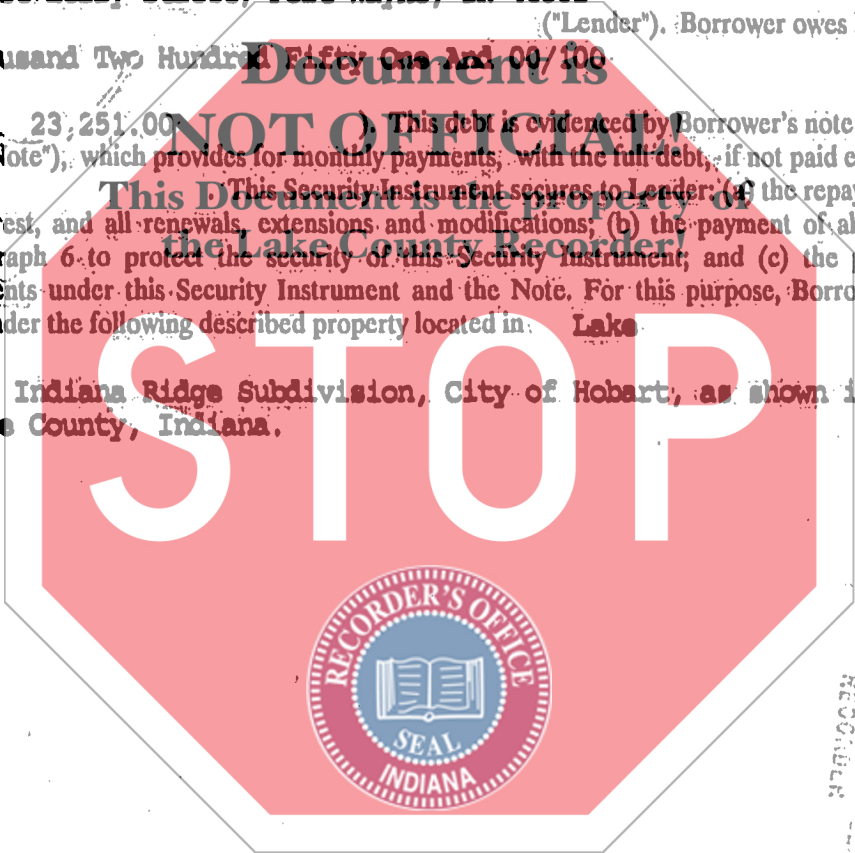 ("Lender"). Borrower owes
Two Hundred Fifty One And 00/100
Document is
23,251.00 ). This debt is evidenced by Borrower's note
NOT OFFICIAL!
ote"), which provides for monthly payments, with the full debt, if not paid e
This Document is the property of
This Security Instrument secures to Lender: (a) the repay
est, and all renewals, extensions and modifications; (b) the payment of al
the Lake County Recorder!
raph 6 to protect the security of this Security Instrument; and (c) the
nts under this Security Instrument and the Note. For this purpose, Borro
der the following described property located in Lake
STOP
Indiana Ridge Subdivision, City of Hobart, as shown i
e County, Indiana.
RECORDER'S OFFICE
SEAL
INDIANA
RECORDER